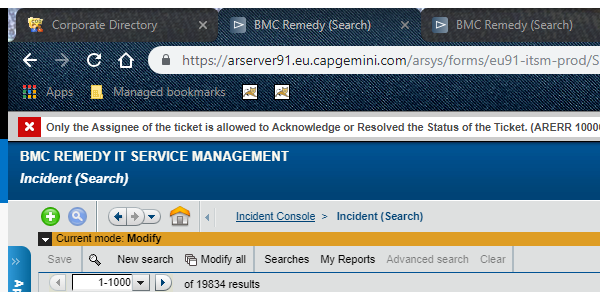 Corporate Directory
BMC Remedy (Search)
BMC Remedy (Search)
https://arserver91.eu.capgemini.com/arsys/forms/eu91-itsm-prod/S
Apps
Managed bookmarks
Only the Assignee of the ticket is allowed to Acknowledge or Resolved the Status of the Ticket. (ARERR 1000
BMC REMEDY IT SERVICE MANAGEMENT
Incident (Search)
Incident Console > Incident (Search)
Current mode: Modify
Save New search Modify all Searches My Reports Advanced search Clear
1-1000 of 19834 results